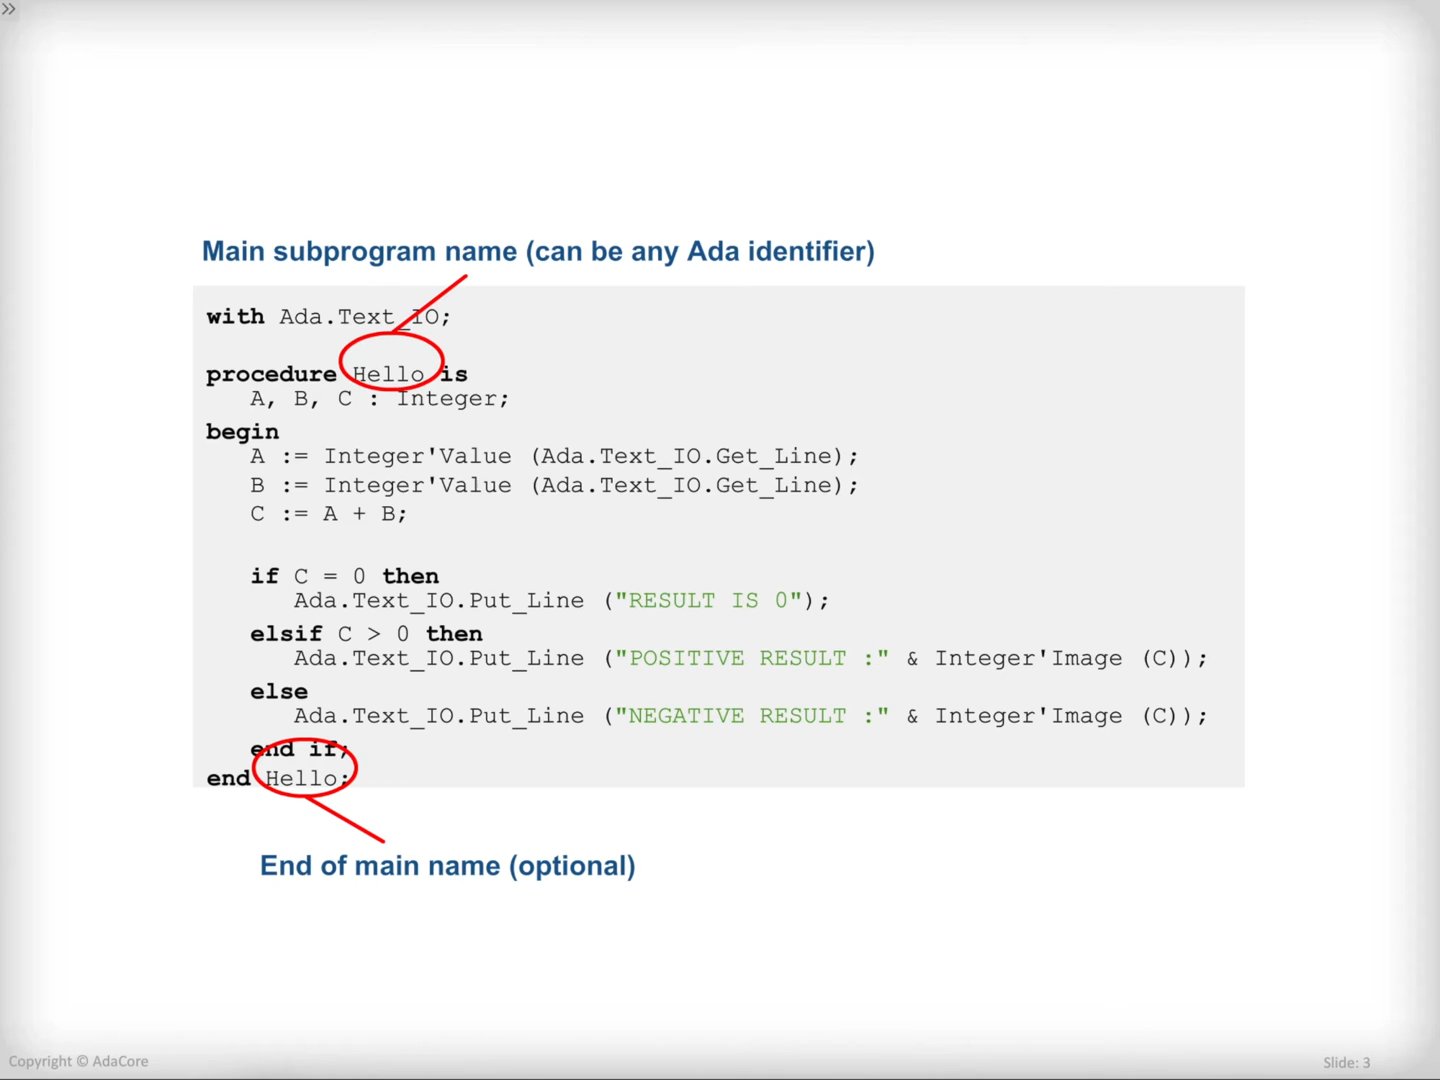 »
Main subprogram name (can be any Ada identifier)
with Ada.Text_IO;
procedure Hello is
A, B, C : Integer;
begin
A := Integer'Value (Ada.Text_IO.Get_Line);
B := Integer'Value (Ada.Text_IO.Get_Line);
C := A + B;
if C = 0 then
Ada.Text_IO.Put_Line ("RESULT IS 0");
elsif C > 0 then
Ada.Text_IO.Put_Line ("POSITIVE RESULT :" & Integer'Image (C));
else
Ada.Text_IO.Put_Line ("NEGATIVE RESULT :" & Integer'Image (C));
end if;
end Hello;
End of main name (optional)
Copyright © AdaCore
Slide: 3